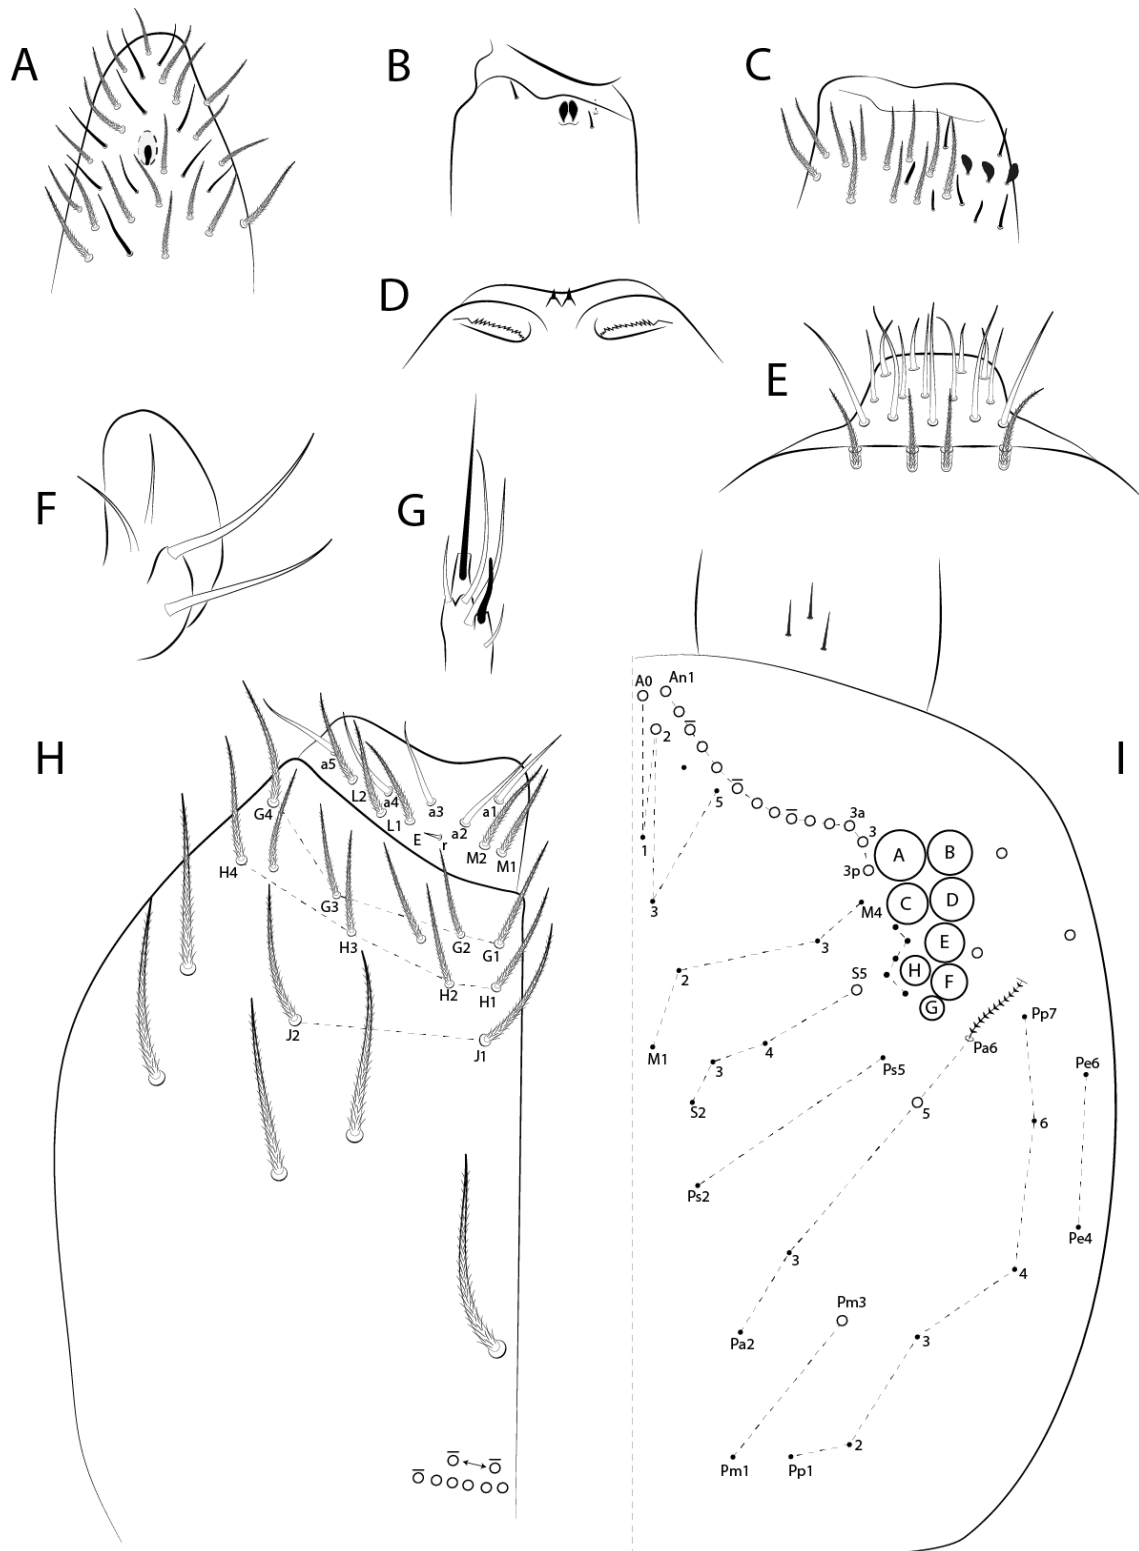 A
B
C
D
E
F
G
H
a5
L2
a4
L1
a3
a2
a1
E
r
M2
M1
G4
H4
G3
H3
G2
G1
H2
H1
J2
J1
I
A0
An1
2
5
1
3
3a
3
3p
A
B
C
D
E
F
G
H
M4
3
2
M1
S5
4
3
S2
Ps5
Ps2
Pa6
5
3
Pa2
Pp7
6
4
3
2
Pp1
Pe6
Pe4
Pm3
Pm1